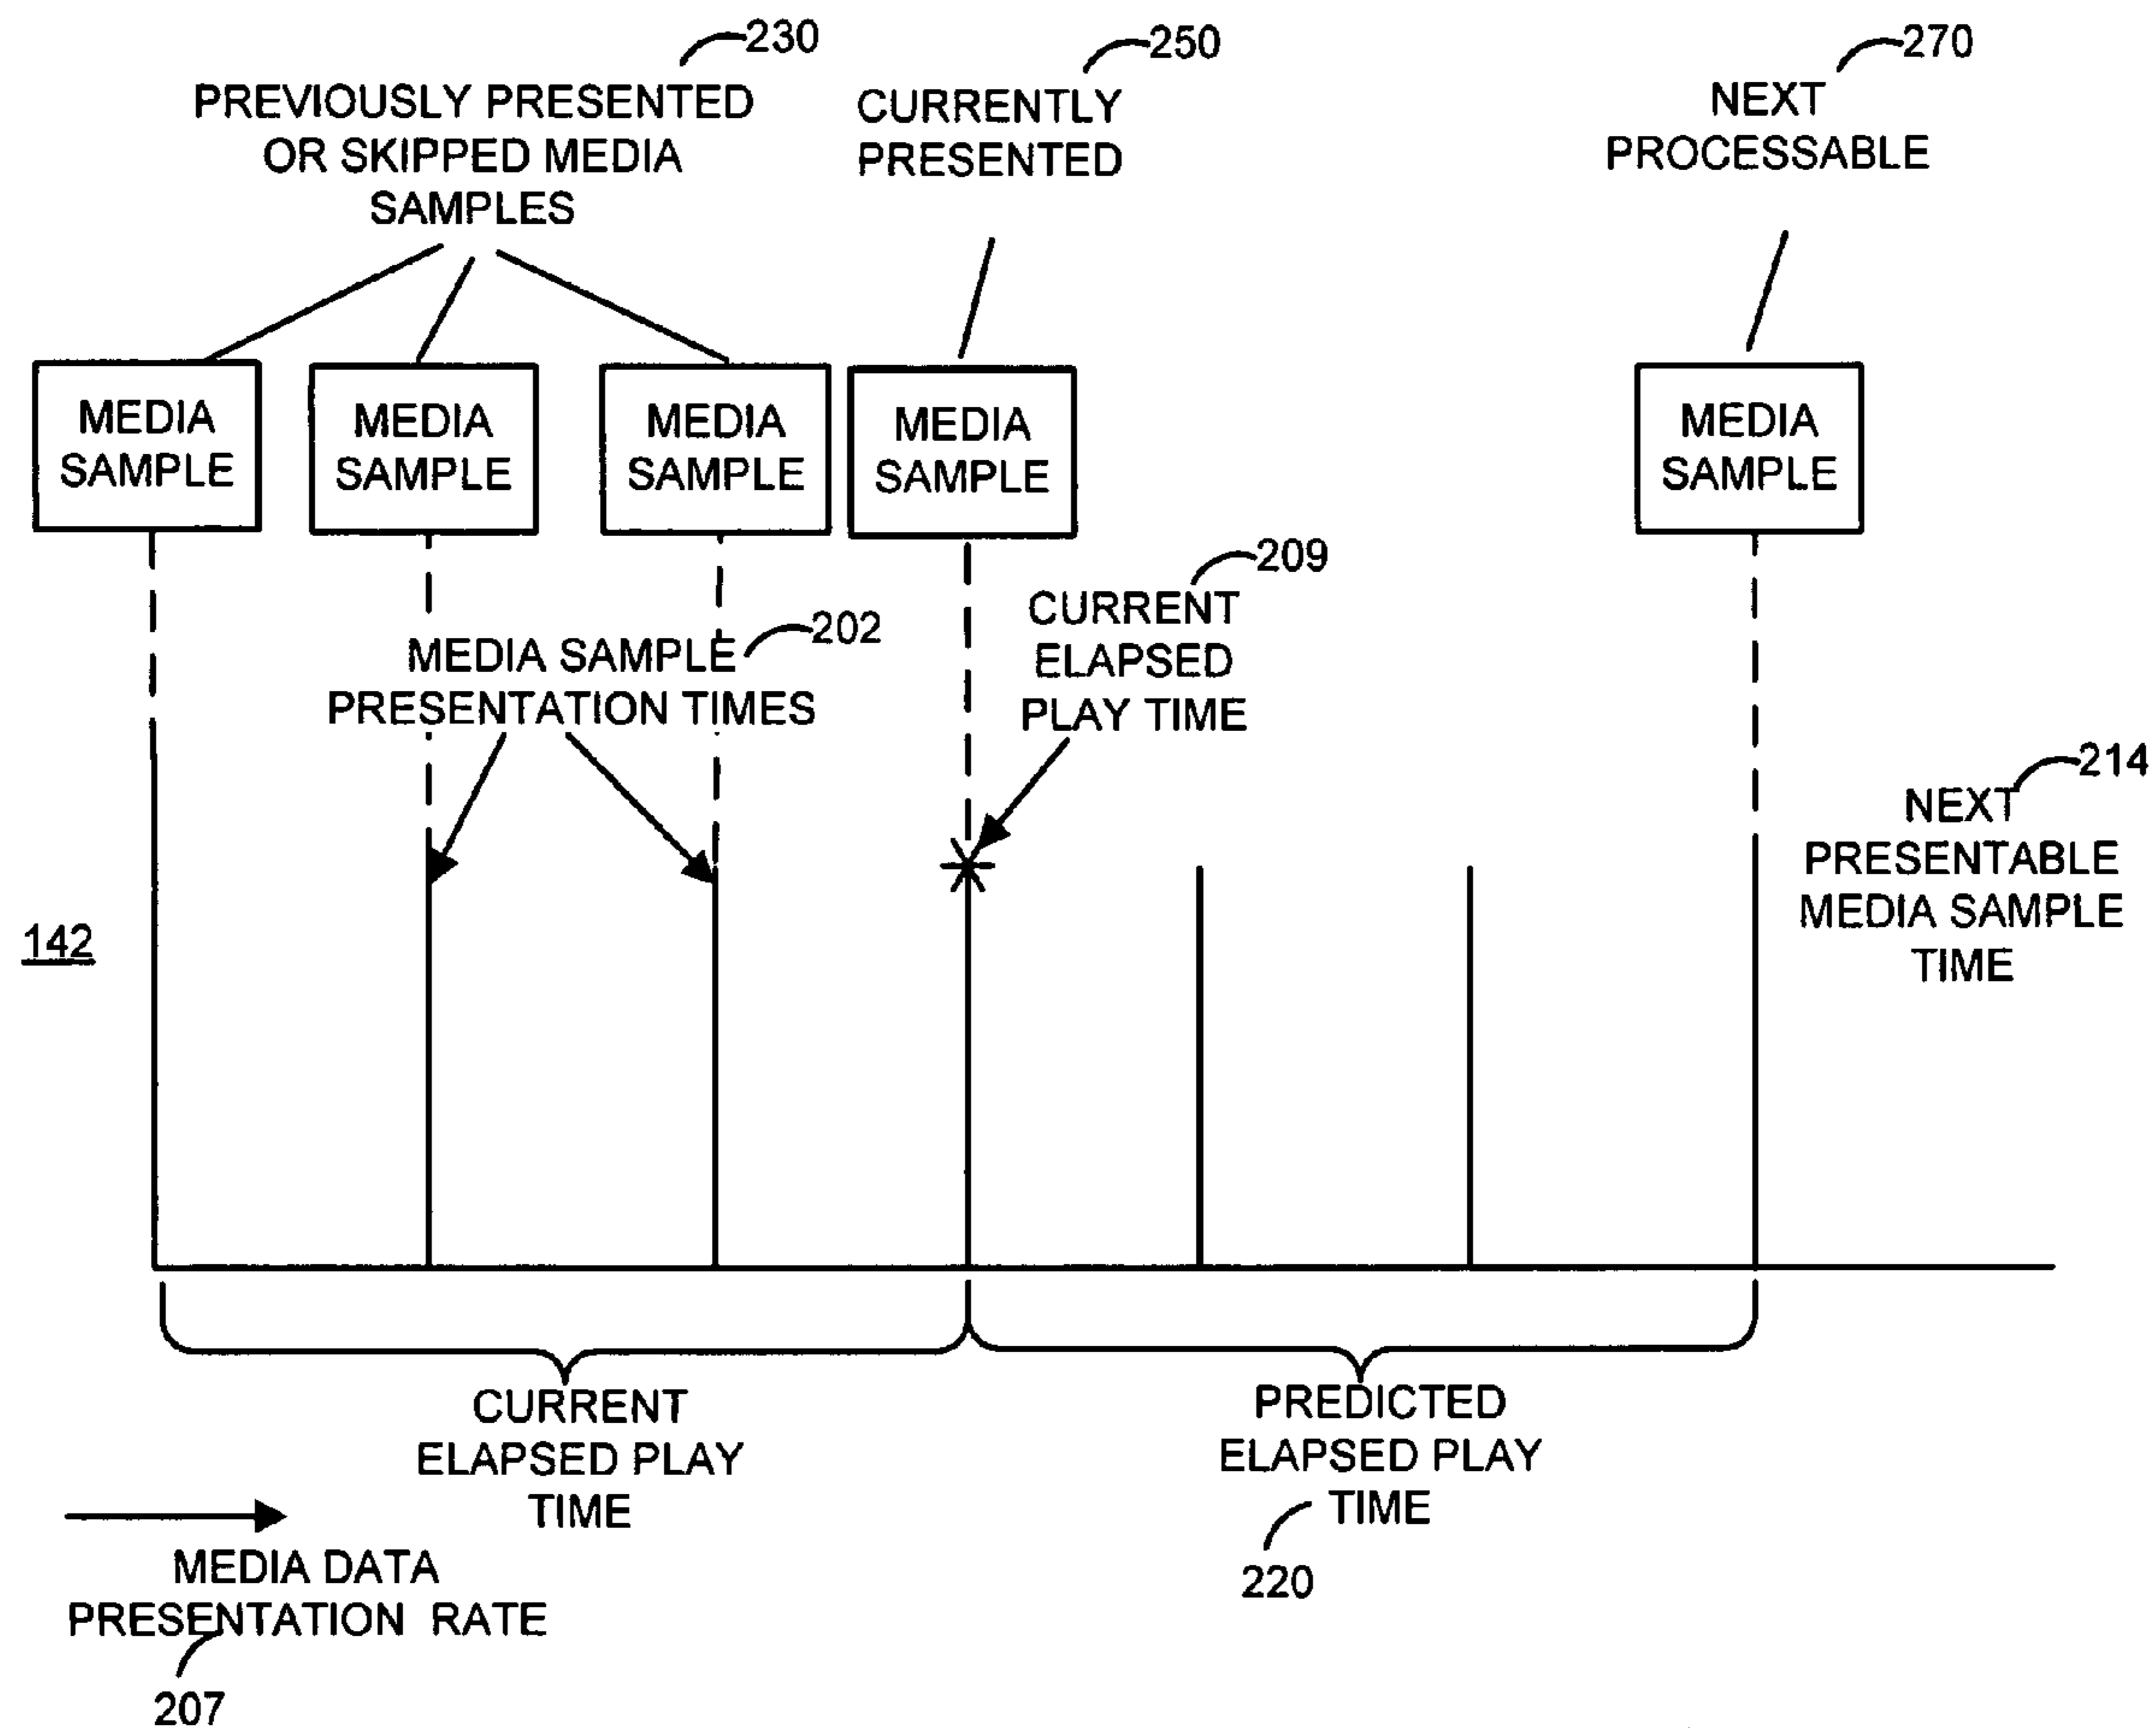 230
PREVIOUSLY PRESENTED
OR SKIPPED MEDIA
SAMPLES
250
CURRENTLY
PRESENTED
270
NEXT
PROCESSABLE
MEDIA
SAMPLE
MEDIA
SAMPLE
MEDIA
SAMPLE
MEDIA
SAMPLE
MEDIA
SAMPLE
202
MEDIA SAMPLE
PRESENTATION TIMES
209
CURRENT
ELAPSED
PLAY TIME
214
NEXT
PRESENTABLE
MEDIA SAMPLE
TIME
142
CURRENT
ELAPSED PLAY
TIME
PREDICTED
ELAPSED PLAY
TIME
220
MEDIA DATA
PRESENTATION RATE
207